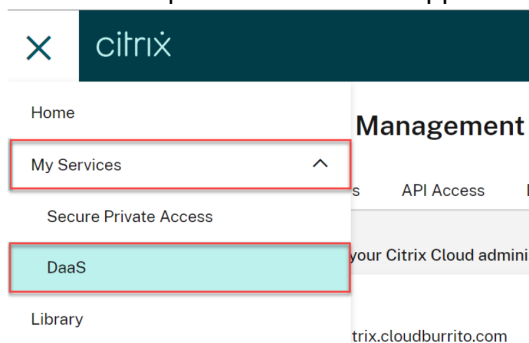 citrix
Home
Management
My Services
s API Access
Secure Private Access
your Citrix Cloud admini
DaaS
Library
trix.cloudburrito.com